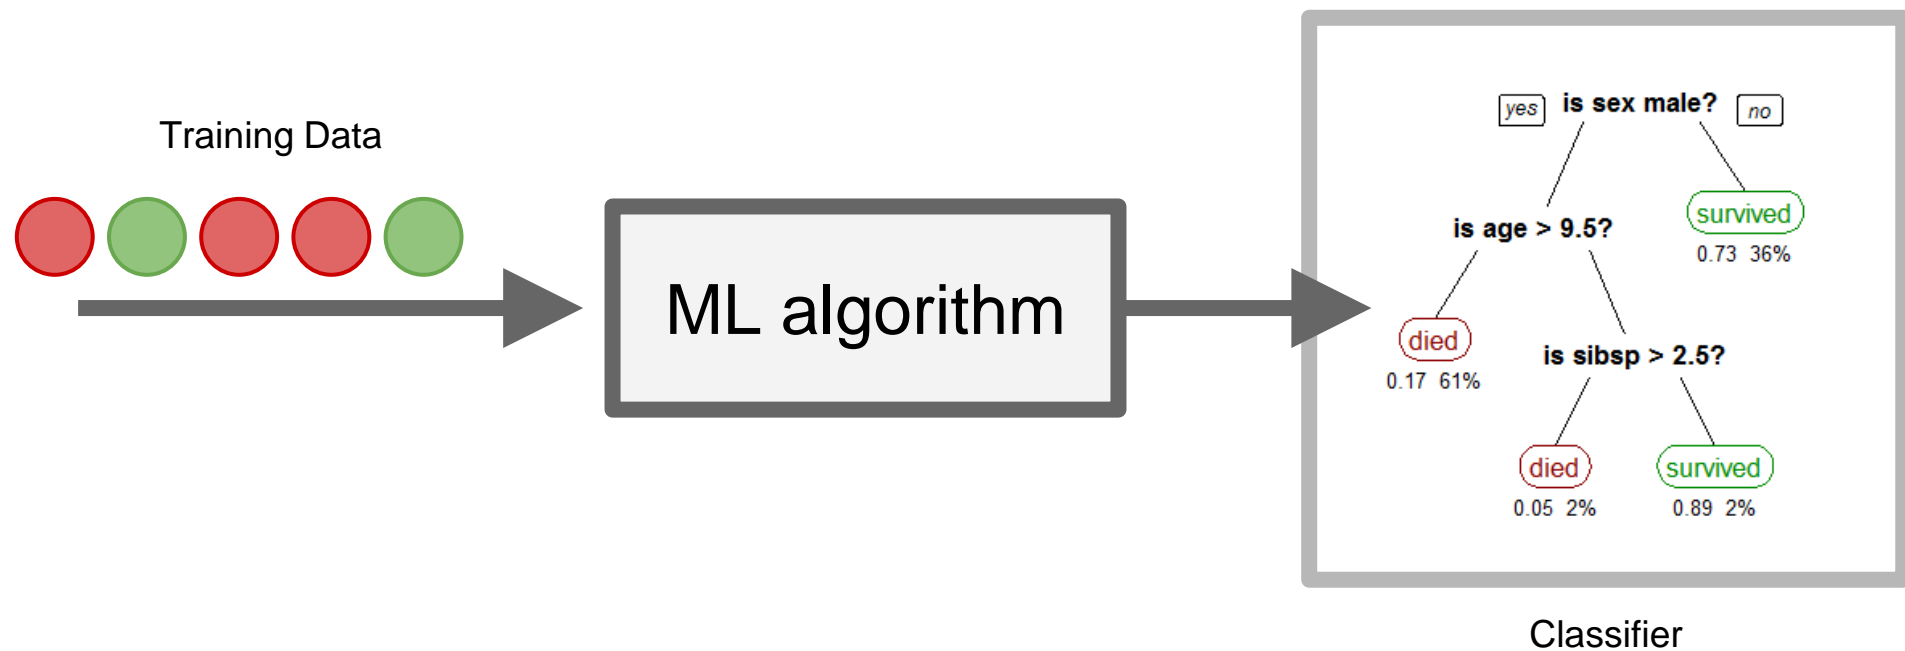 Training Data
ML algorithm
yes is sex male? no
is age > 9.5?
survived
0.73 36%
died
0.17 61%
is sibsp > 2.5?
died
0.05 2%
survived
0.89 2%
Classifier